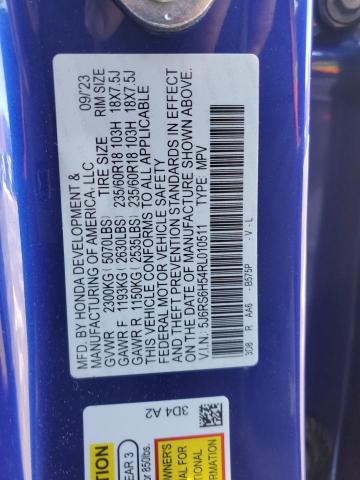 MFD. BY HONDA DEVELOPMENT & 09/23
MANUFACTURING OF AMERICA, LLC
TIRE SIZE RIM SIZE
GVWR 2300KG (5070LBS)
GAWR F 1193KG (2630LBS) 235/60R18 103H 18X7.5J
GAWR R 1150KG (2535LBS) 235/60R18 103H 18X7.5J
THIS VEHICLE CONFORMS TO ALL APPLICABLE
FEDERAL MOTOR VEHICLE SAFETY
AND THEFT PREVENTION STANDARDS IN EFFECT
ON THE DATE OF MANUFACTURE SHOWN ABOVE.
V.I.N.: 5J6RS6H54RL010511 TYPE: MPV
3D8 R AA6 -B575P -V-L
3D4 A2